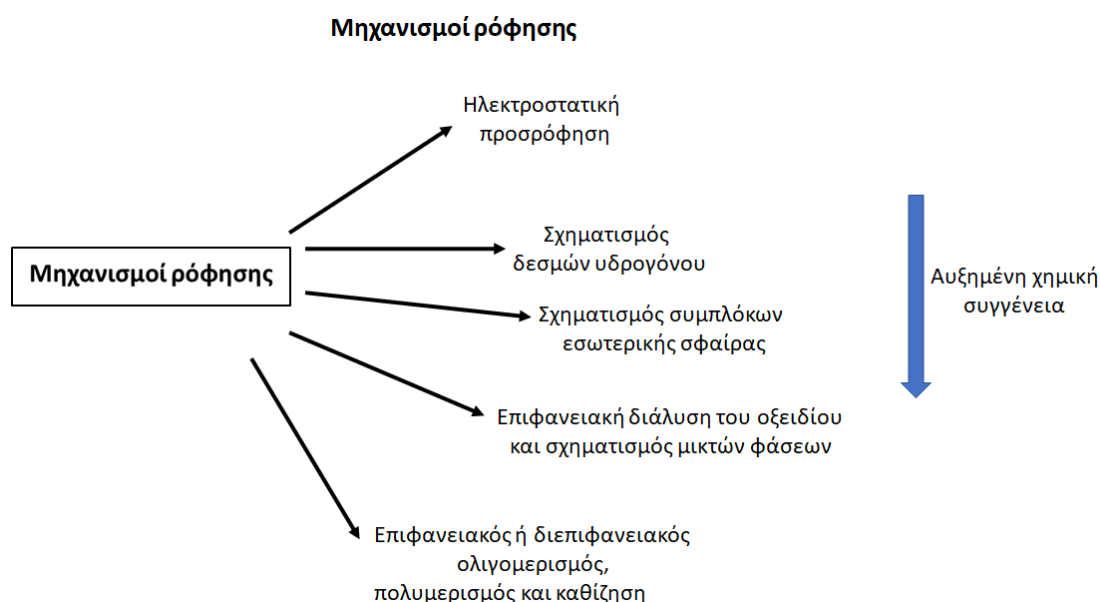 Μηχανισμοί ρόφησης
Ηλεκτροστατική
προσρόφηση
Σχηματισμός
δεσμών υδρογόνου
Μηχανισμοί ρόφησης
Αυξημένη χημική
συγγένεια
Σχηματισμός συμπλόκων
εσωτερικής σφαίρας
Επιφανειακή διάλυση του οξειδίου
και σχηματισμός μικτών φάσεων
Επιφανειακός ή διεπιφανειακός
ολιγομερισμός,
πολυμερισμός και καθίζηση